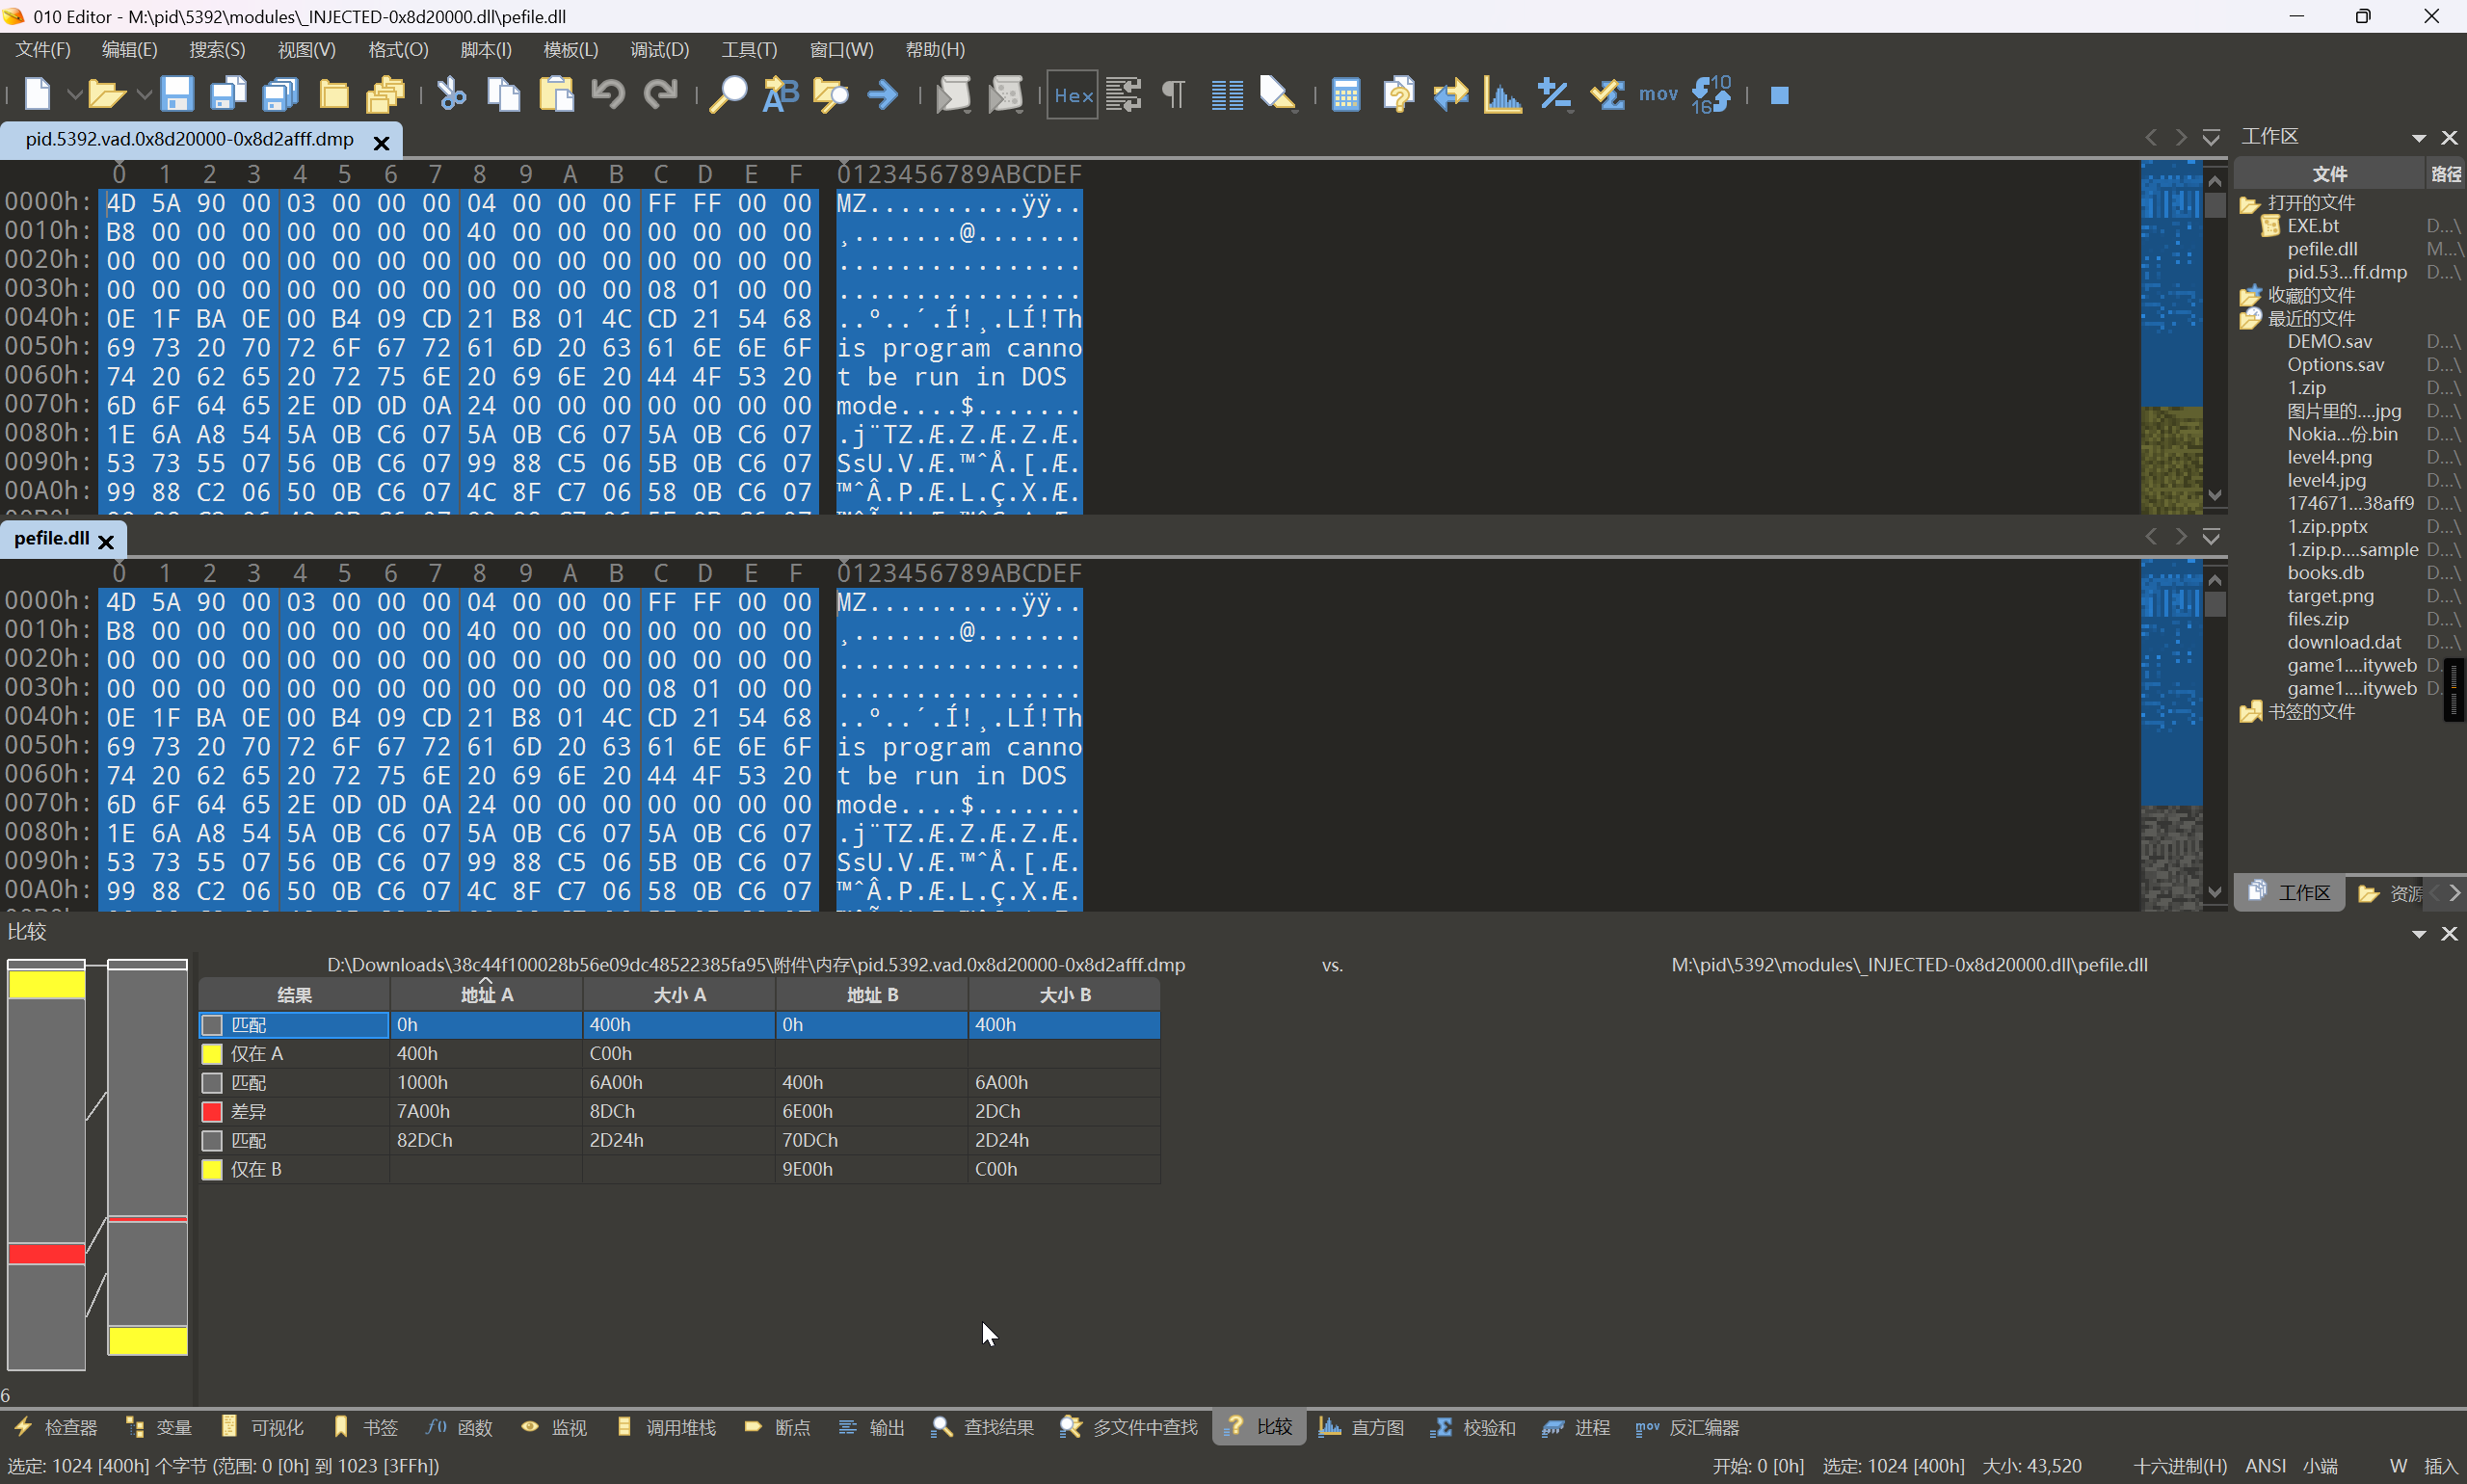 010 Editor - M:\pid\5392\modules\_INJECTED-0x8d20000.dll\pefile.dll
文件(F) 编辑(E) 搜索(S) 视图(V) 格式(O) 脚本(I) 模板(L) 调试(D) 工具(T) 窗口(W) 帮助(H)
Hex mov 10 16
pid.5392.vad.0x8d20000-0x8d2afff.dmp
0 1 2 3 4 5 6 7 8 9 A B C D E F 0123456789ABCDEF
0000h: 4D 5A 90 00 03 00 00 00 04 00 00 00 FF FF 00 00 MZ..........ÿÿ..
0010h: B8 00 00 00 00 00 00 00 40 00 00 00 00 00 00 00 ¸.......@.......
0020h: 00 00 00 00 00 00 00 00 00 00 00 00 00 00 00 00 ................
0030h: 00 00 00 00 00 00 00 00 00 00 00 00 08 01 00 00 ................
0040h: 0E 1F BA 0E 00 B4 09 CD 21 B8 01 4C CD 21 54 68 ..º..´.Í!¸.LÍ!Th
0050h: 69 73 20 70 72 6F 67 72 61 6D 20 63 61 6E 6E 6F is program canno
0060h: 74 20 62 65 20 72 75 6E 20 69 6E 20 44 4F 53 20 t be run in DOS
0070h: 6D 6F 64 65 2E 0D 0D 0A 24 00 00 00 00 00 00 00 mode....$.......
0080h: 1E 6A A8 54 5A 0B C6 07 5A 0B C6 07 5A 0B C6 07 .j¨TZ.Æ.Z.Æ.Z.Æ.
0090h: 53 73 55 07 56 0B C6 07 99 88 C5 06 5B 0B C6 07 SsU.V.Æ.™ˆÅ.[.Æ.
00A0h: 99 88 C2 06 50 0B C6 07 4C 8F C7 06 58 0B C6 07 ™ˆÂ.P.Æ.L.Ç.X.Æ.
pefile.dll
0 1 2 3 4 5 6 7 8 9 A B C D E F 0123456789ABCDEF
0000h: 4D 5A 90 00 03 00 00 00 04 00 00 00 FF FF 00 00 MZ..........ÿÿ..
0010h: B8 00 00 00 00 00 00 00 40 00 00 00 00 00 00 00 ¸.......@.......
0020h: 00 00 00 00 00 00 00 00 00 00 00 00 00 00 00 00 ................
0030h: 00 00 00 00 00 00 00 00 00 00 00 00 08 01 00 00 ................
0040h: 0E 1F BA 0E 00 B4 09 CD 21 B8 01 4C CD 21 54 68 ..º..´.Í!¸.LÍ!Th
0050h: 69 73 20 70 72 6F 67 72 61 6D 20 63 61 6E 6E 6F is program canno
0060h: 74 20 62 65 20 72 75 6E 20 69 6E 20 44 4F 53 20 t be run in DOS
0070h: 6D 6F 64 65 2E 0D 0D 0A 24 00 00 00 00 00 00 00 mode....$.......
0080h: 1E 6A A8 54 5A 0B C6 07 5A 0B C6 07 5A 0B C6 07 .j¨TZ.Æ.Z.Æ.Z.Æ.
0090h: 53 73 55 07 56 0B C6 07 99 88 C5 06 5B 0B C6 07 SsU.V.Æ.™ˆÅ.[.Æ.
00A0h: 99 88 C2 06 50 0B C6 07 4C 8F C7 06 58 0B C6 07 ™ˆÂ.P.Æ.L.Ç.X.Æ.
工作区
文件 路径
打开的文件
EXE.bt D...\
pefile.dll M...\
pid.53...ff.dmp D...\
收藏的文件
最近的文件
DEMO.sav D...\
Options.sav D...\
1.zip D...\
图片里的....jpg D...\
Nokia...份.bin D...\
level4.png D...\
level4.jpg D...\
174671...38aff9 D...\
1.zip.pptx D...\
1.zip.p....sample D...\
books.db D...\
target.png D...\
files.zip D...\
download.dat D...\
game1....ityweb D.
game1....ityweb D.
书签的文件
工作区 资源
比较
D:\Downloads\38c44f100028b56e09dc48522385fa95\附件\内存\pid.5392.vad.0x8d20000-0x8d2afff.dmp vs. M:\pid\5392\modules\_INJECTED-0x8d20000.dll\pefile.dll
结果 地址 A 大小 A 地址 B 大小 B
匹配 0h 400h 0h 400h
仅在 A 400h C00h
匹配 1000h 6A00h 400h 6A00h
差异 7A00h 8DCh 6E00h 2DCh
匹配 82DCh 2D24h 70DCh 2D24h
仅在 B 9E00h C00h
6
检查器 变量 可视化 书签 f() 函数 监视 调用堆栈 断点 输出 查找结果 多文件中查找 比较 直方图 校验和 进程 mov 反汇编器
选定: 1024 [400h] 个字节 (范围: 0 [0h] 到 1023 [3FFh]) 开始: 0 [0h] 选定: 1024 [400h] 大小: 43,520 十六进制(H) ANSI 小端 W 插入